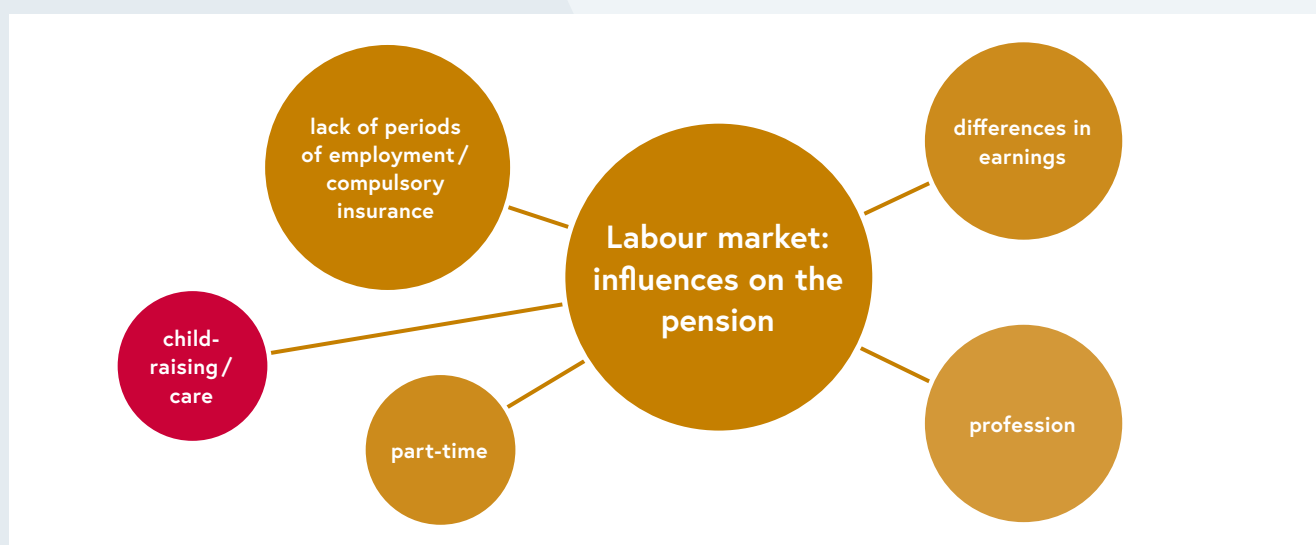 lack of periods
of employment /
compulsory
insurance
differences in
earnings
Labour market:
influences on the
pension
child-
raising /
care
part-time
profession